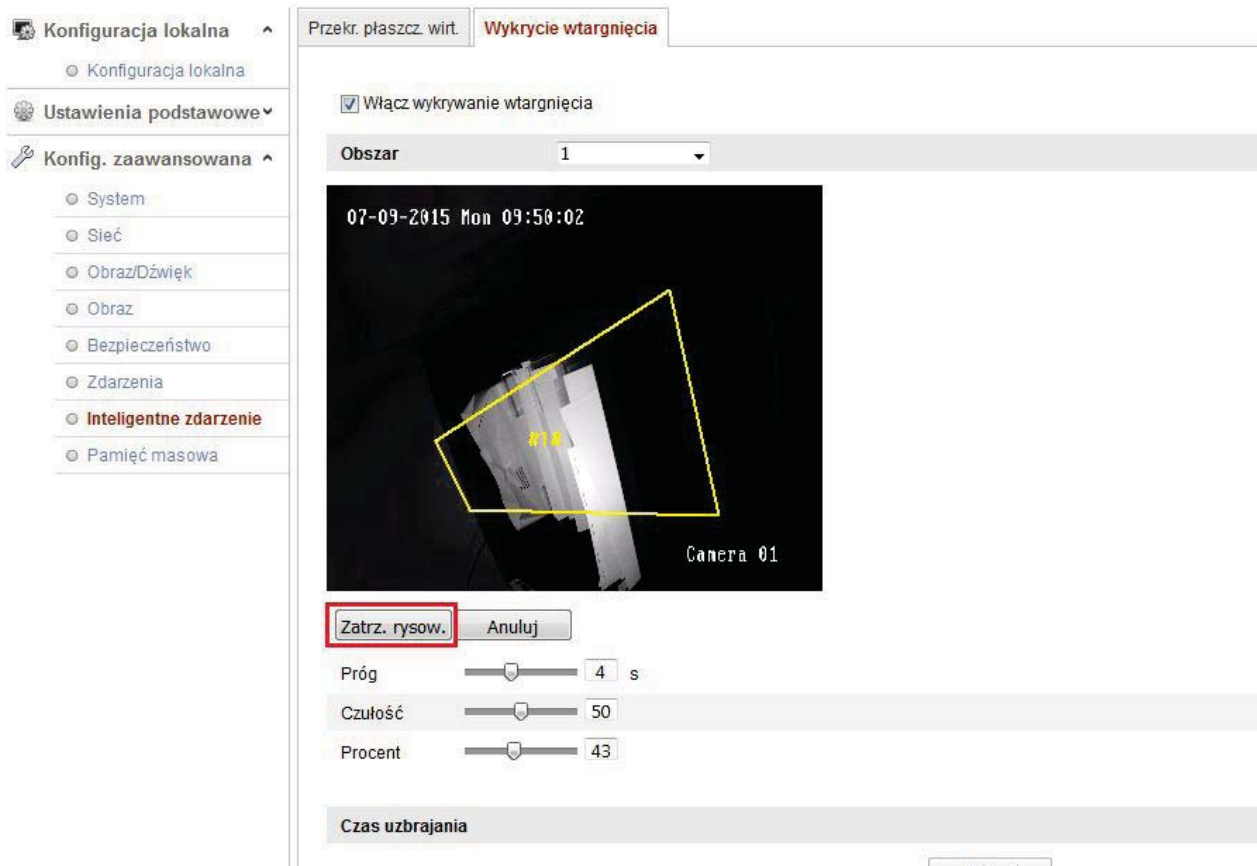 Konfiguracja lokalna
Konfiguracja lokalna
Ustawienia podstawowe
Konfig. zaawansowana
System
Sieć
Obraz/Dźwięk
Obraz
Bezpieczeństwo
Zdarzenia
Inteligentne zdarzenie
Pamięć masowa
Przekr. płaszcz. wirt. Wykrycie wtargnięcia
Włącz wykrywanie wtargnięcia
Obszar 1
07-09-2015 Mon 09:50:02
#1#
Camera 01
Zatrz. rysow. Anuluj
Próg 4 s
Czułość 50
Procent 43
Czas uzbrajania